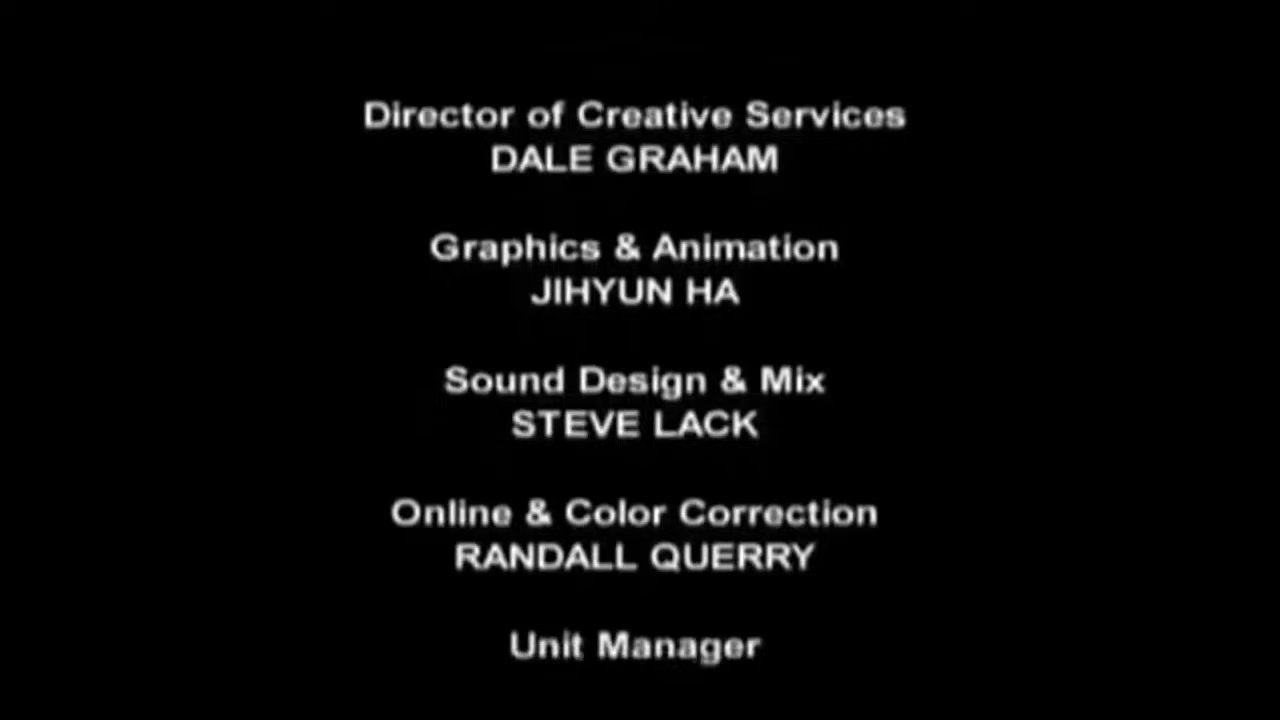 Director of Creative Services
DALE GRAHAM
Graphics & Animation
JIHYUN HA
Sound Design & Mix
STEVE LACK
Online & Color Correction
RANDALL QUERRY
Unit Manager